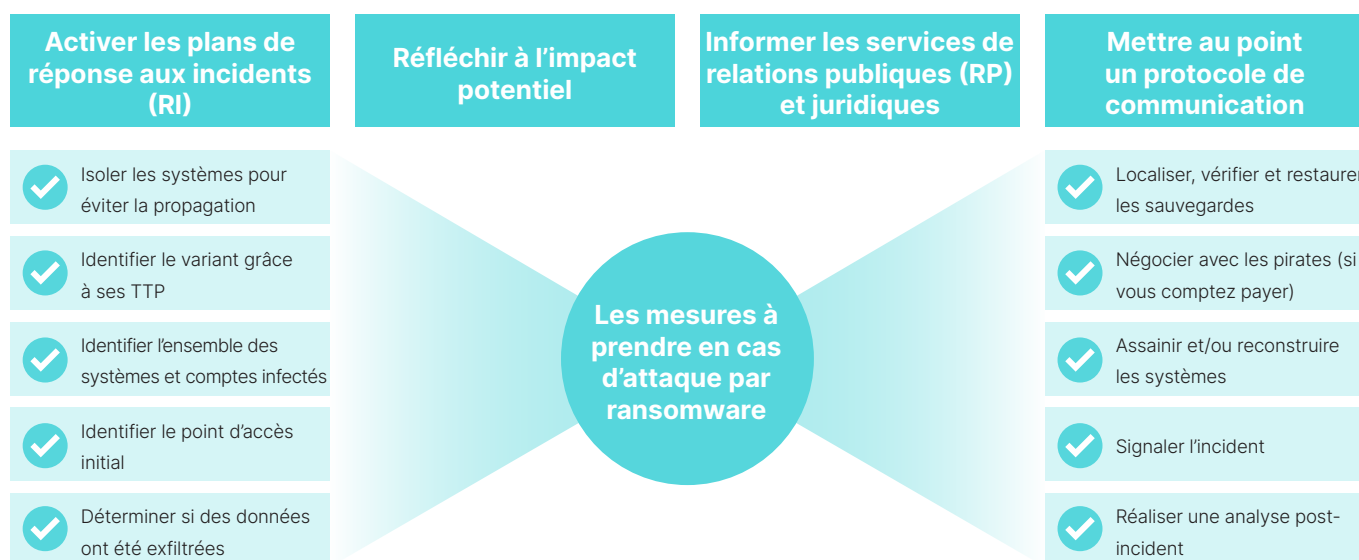 Activer les plans de
réponse aux incidents
(RI)
Réfléchir à l’impact
potentiel
Informer les services de
relations publiques (RP)
et juridiques
Mettre au point
un protocole de
communication
Isoler les systèmes pour
éviter la propagation
Identifier le variant grâce
à ses TTP
Identifier l’ensemble des
systèmes et comptes infectés
Identifier le point d’accès
initial
Déterminer si des données
ont été exfiltrées
Les mesures à
prendre en cas
d’attaque par
ransomware
Localiser, vérifier et restaurer
les sauvegardes
Négocier avec les pirates (si
vous comptez payer)
Assainir et/ou reconstruire
les systèmes
Signaler l’incident
Réaliser une analyse post-
incident